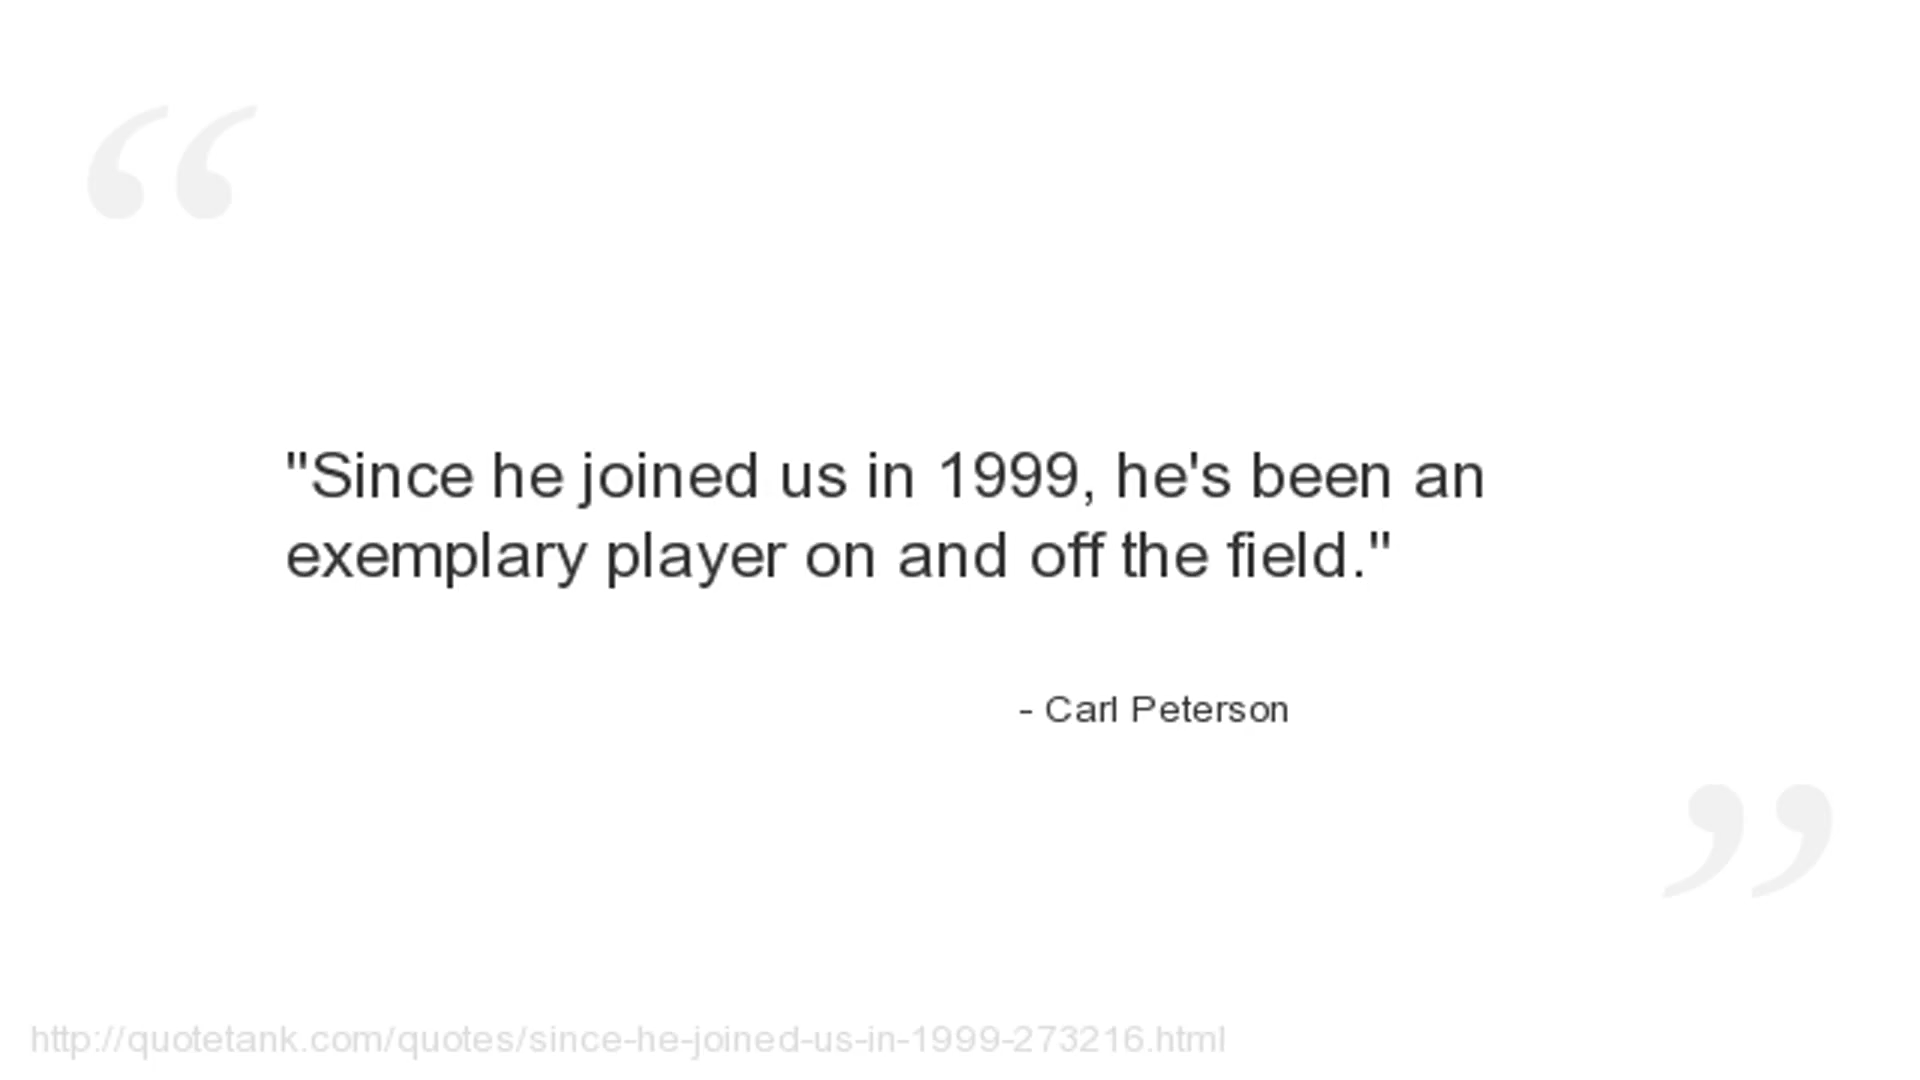 "Since he joined us in 1999, he's been an
exemplary player on and off the field."
- Carl Peterson
http://quotetank.com/quotes/since-he-joined-us-in-1999-273216.html